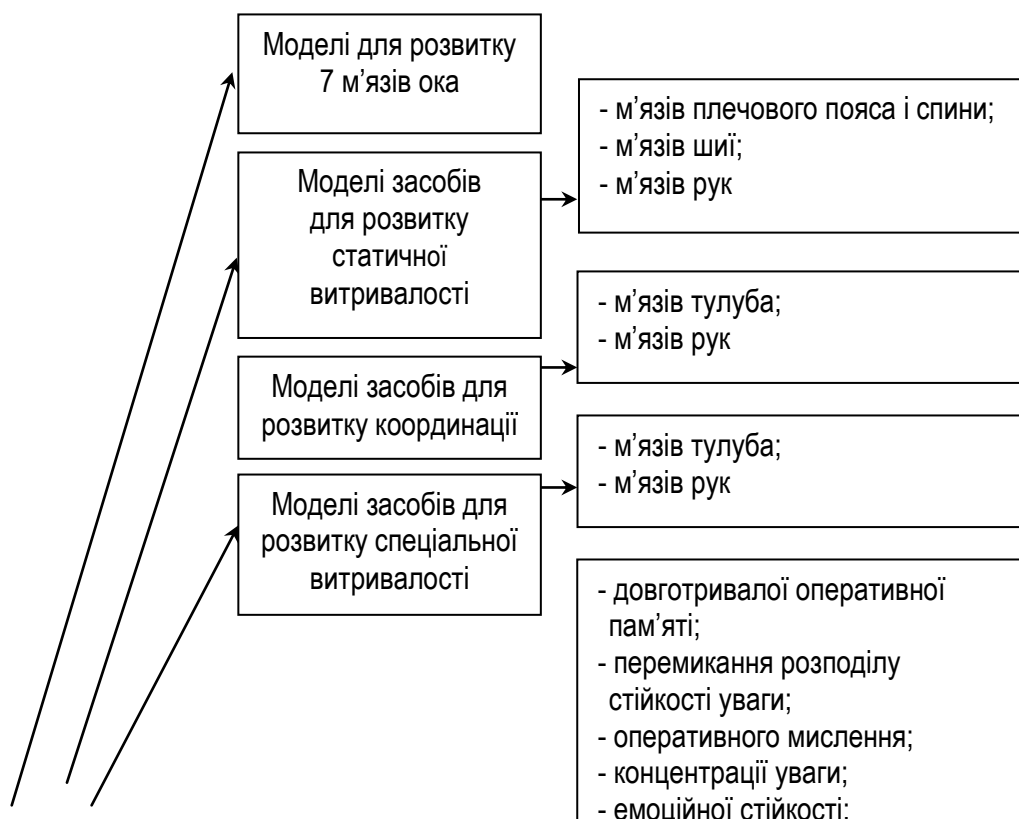 Моделі для розвитку
7 м’язів ока
- м’язів плечового пояса і спини;
- м’язів шиї;
- м’язів рук
Моделі засобів
для розвитку
статичної
витривалості
- м’язів тулуба;
- м’язів рук
Моделі засобів для
розвитку координації
- м’язів тулуба;
- м’язів рук
Моделі засобів для
розвитку спеціальної
витривалості
- довготривалої оперативної
пам’яті;
- перемикання розподілу
стійкості уваги;
- оперативного мислення;
- концентрації уваги;
- емоційної стійкості;